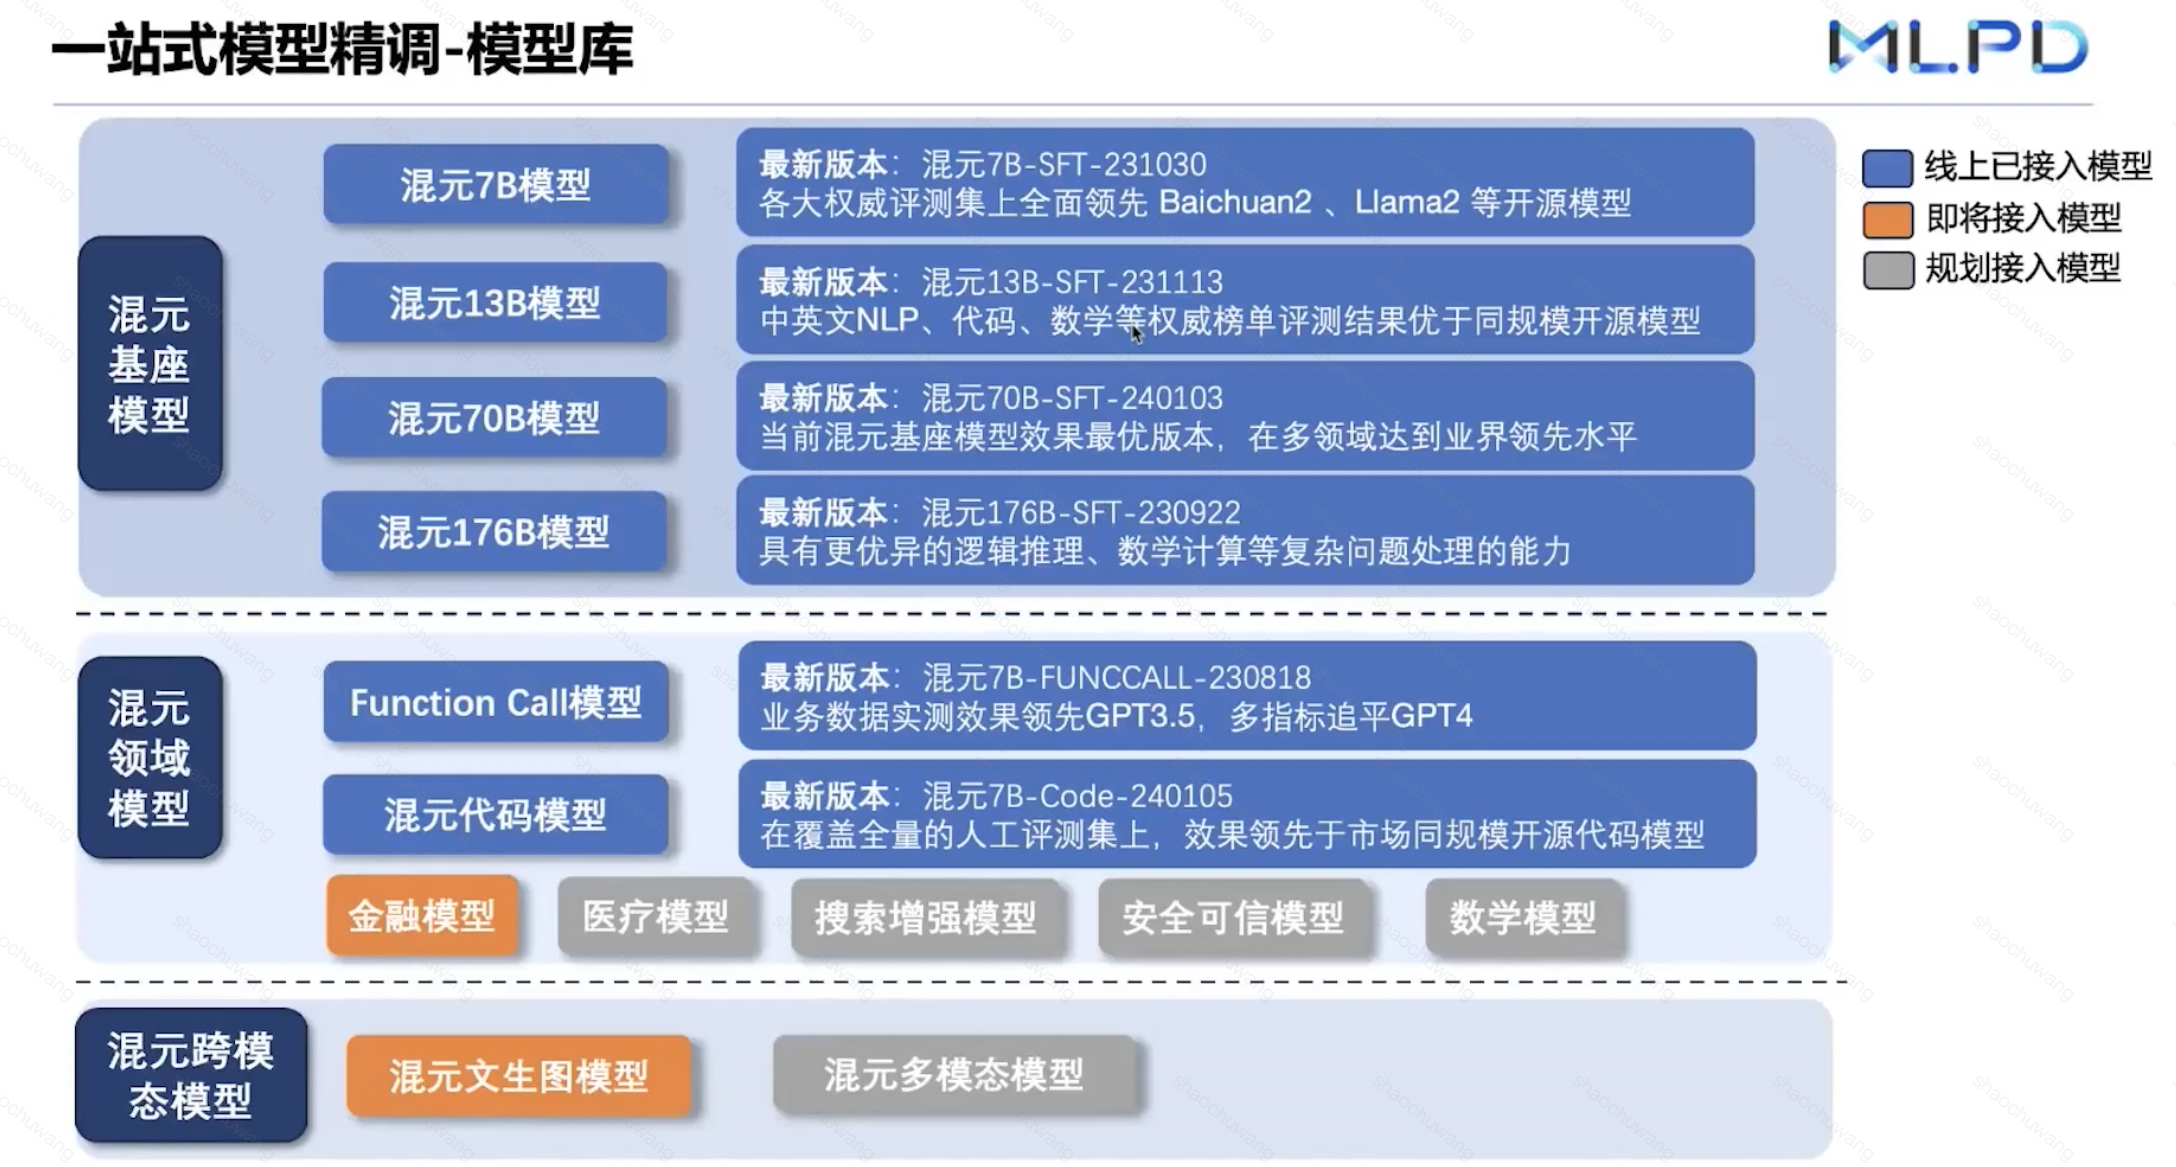 一站式模型精调-模型库
MLPD
线上已接入模型
即将接入模型
规划接入模型
混元
基座
模型
混元7B模型
最新版本：混元7B-SFT-231030
各大权威评测集上全面领先 Baichuan2 、Llama2 等开源模型
混元13B模型
最新版本：混元13B-SFT-231113
中英文NLP、代码、数学等权威榜单评测结果优于同规模开源模型
混元70B模型
最新版本：混元70B-SFT-240103
当前混元基座模型效果最优版本，在多领域达到业界领先水平
混元176B模型
最新版本：混元176B-SFT-230922
具有更优异的逻辑推理、数学计算等复杂问题处理的能力
混元
领域
模型
Function Call模型
最新版本：混元7B-FUNCCALL-230818
业务数据实测效果领先GPT3.5，多指标追平GPT4
混元代码模型
最新版本：混元7B-Code-240105
在覆盖全量的人工评测集上，效果领先于市场同规模开源代码模型
金融模型
医疗模型
搜索增强模型
安全可信模型
数学模型
混元跨模
态模型
混元文生图模型
混元多模态模型
shaochuwang